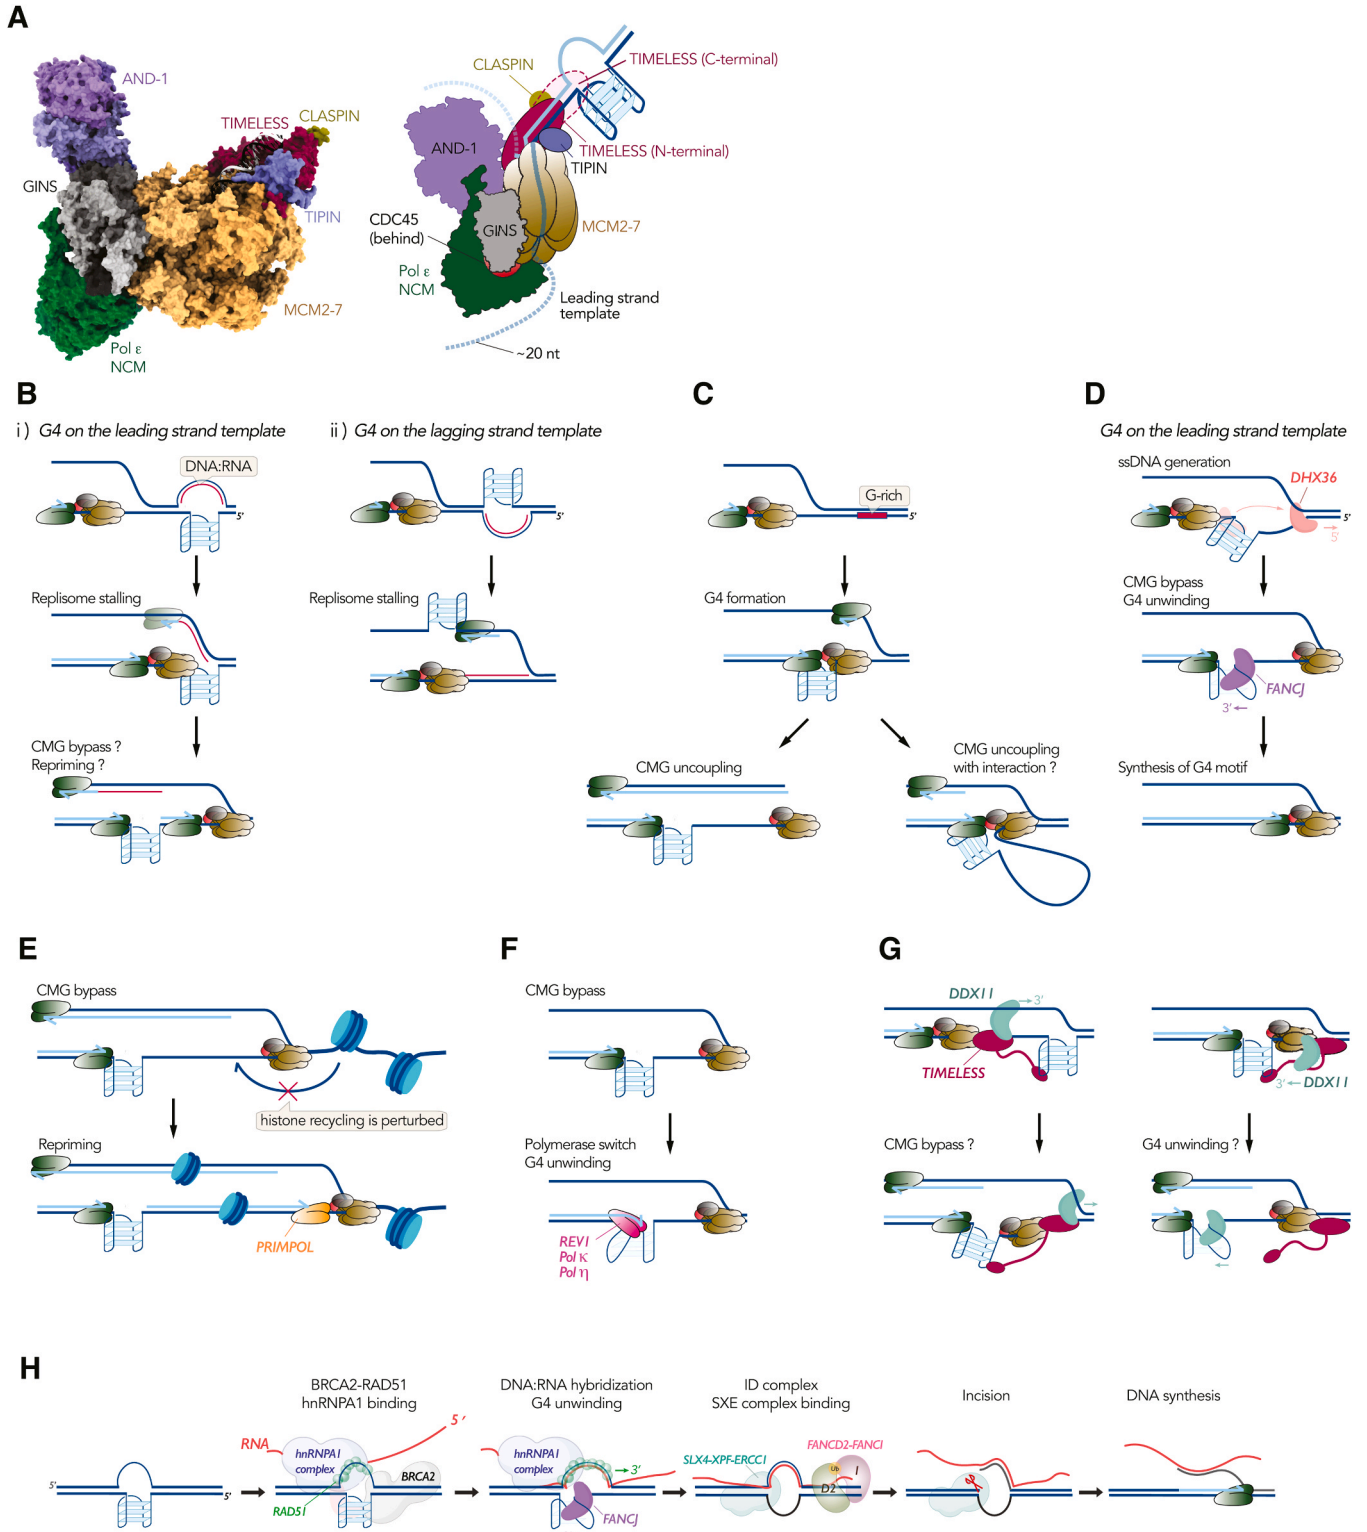 A
AND-1
CLASPIN
TIMELESS
GINS
TIPIN
MCM2-7
Pol ε
NCM
CLASPIN
TIMELESS (C-terminal)
AND-1
TIMELESS (N-terminal)
TIPIN
CDC45
(behind)
GINS
MCM2-7
Pol ε
NCM
Leading strand
template
~20 nt
B
i ) G4 on the leading strand template
DNA:RNA
5'
Replisome stalling
CMG bypass ?
Repriming ?
ii ) G4 on the lagging strand template
Replisome stalling
C
G-rich
5'
G4 formation
CMG uncoupling
CMG uncoupling
with interaction ?
D
G4 on the leading strand template
ssDNA generation
DHX36
5'
5'
CMG bypass
G4 unwinding
FANCJ
3'
Synthesis of G4 motif
E
CMG bypass
histone recycling is perturbed
Repriming
PRIMPOL
F
CMG bypass
Polymerase switch
G4 unwinding
REV1
Pol κ
Pol η
G
DDX11
3'
TIMELESS
3'
DDX11
CMG bypass ?
G4 unwinding ?
H
5'
5'
BRCA2-RAD51
hnRNPA1 binding
5'
RNA
hnRNPA1
complex
BRCA2
RAD51
DNA:RNA hybridization
G4 unwinding
hnRNPA1
complex
3'
FANCJ
ID complex
SXE complex binding
FANCD2-FANCI
SLX4-XPF-ERCC1
Ub
I
D2
Incision
DNA synthesis